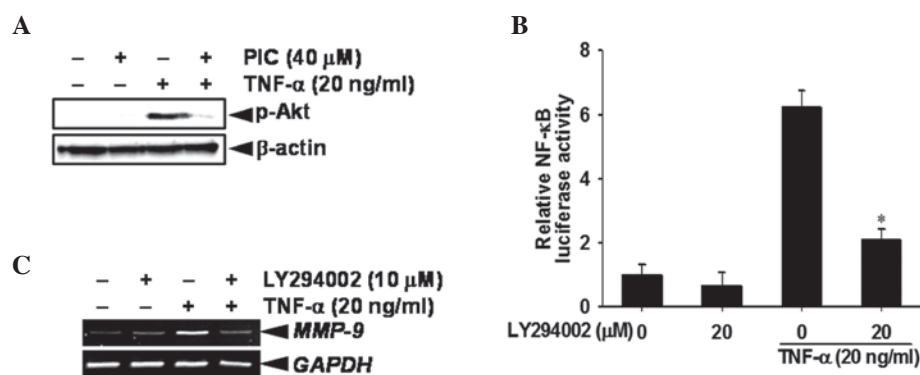 A
– + – + PIC (40 μM)
– – + + TNF-α (20 ng/ml)
p-Akt
β-actin
B
Relative NF-κB
luciferase activity
8
6
4
2
0
*
LY294002 (μM) 0 20 0 20
TNF-α (20 ng/ml)
C
– + – + LY294002 (10 μM)
– – + + TNF-α (20 ng/ml)
MMP-9
GAPDH